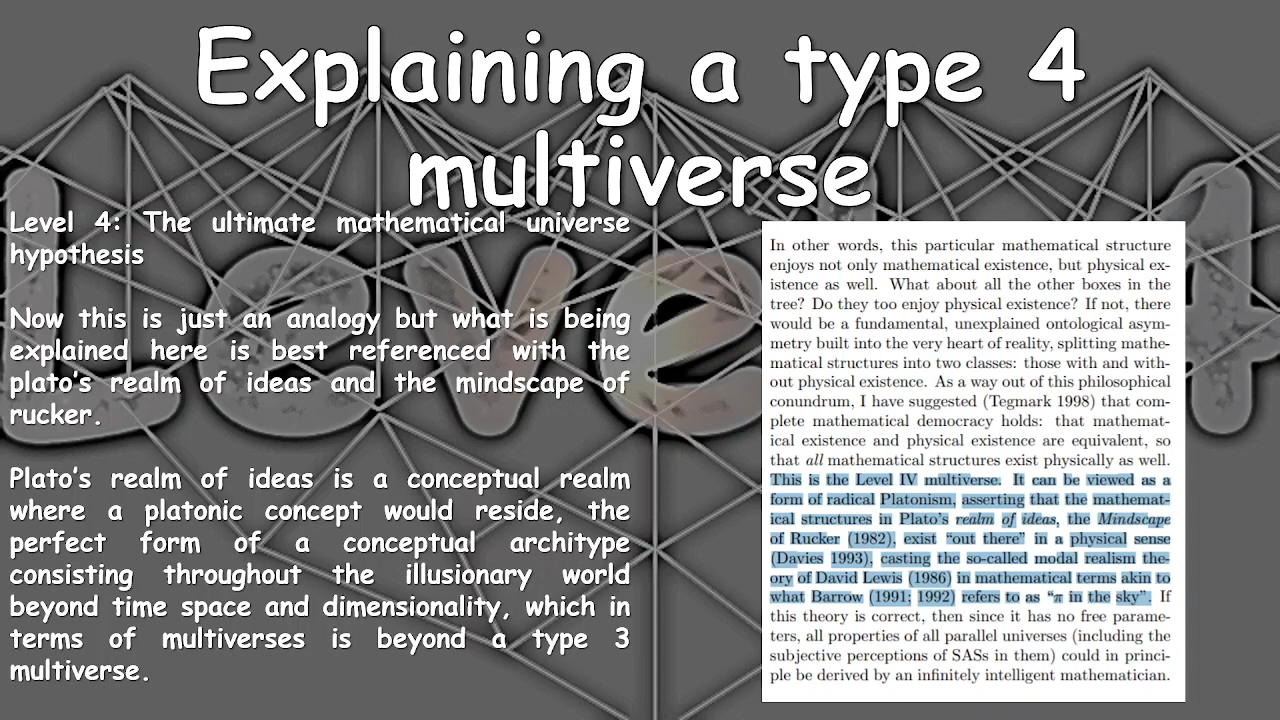 Explaining a type 4
multiverse
Level 4: The ultimate mathematical universe
hypothesis
Now this is just an analogy but what is being
explained here is best referenced with the
plato's realm of ideas and the mindscape of
rucker.
Plato's realm of ideas is a conceptual realm
where a platonic concept would reside, the
perfect form of a conceptual architype
consisting throughout the illusionary world
beyond time space and dimensionality, which in
terms of multiverses is beyond a type 3
multiverse.
In other words, this particular mathematical structure
enjoys not only mathematical existence, but physical ex-
istence as well. What about all the other boxes in the
tree? Do they too enjoy physical existence? If not, there
would be a fundamental, unexplained ontological asym-
metry built into the very heart of reality, splitting mathe-
matical structures into two classes: those with and with-
out physical existence. As a way out of this philosophical
conundrum, I have suggested (Tegmark 1998) that com-
plete mathematical democracy holds: that mathemat-
ical existence and physical existence are equivalent, so
that all mathematical structures exist physically as well.
This is the Level IV multiverse. It can be viewed as a
form of radical Platonism, asserting that the mathemat-
ical structures in Plato's realm of ideas, the Mindscape
of Rucker (1982), exist "out there" in a physical sense
(Davies 1993), casting the so-called modal realism the-
ory of David Lewis (1986) in mathematical terms akin to
what Barrow (1991; 1992) refers to as "π in the sky". If
this theory is correct, then since it has no free parame-
ters, all properties of all parallel universes (including the
subjective perceptions of SASs in them) could in princi-
ple be derived by an infinitely intelligent mathematician.
Level 4